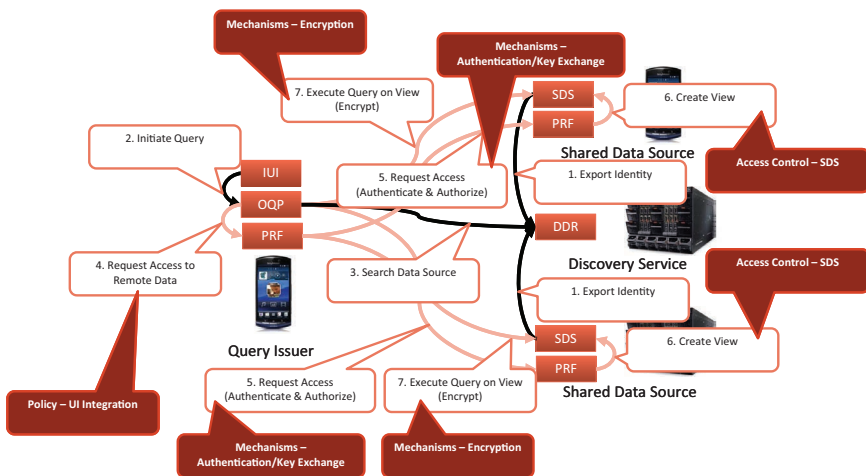 Mechanisms – Encryption
Mechanisms –
Authentication/Key Exchange
7. Execute Query on View
(Encrypt)
SDS
PRF
6. Create View
Shared Data Source
2. Initiate Query
Access Control – SDS
IUI
OQP
PRF
5. Request Access
(Authenticate & Authorize)
1. Export Identity
DDR
4. Request Access to
Remote Data
3. Search Data Source
Discovery Service
Access Control – SDS
1. Export Identity
Query Issuer
SDS
PRF
6. Create View
Shared Data Source
5. Request Access
(Authenticate & Authorize)
7. Execute Query on View
(Encrypt)
Policy – UI Integration
Mechanisms –
Authentication/Key Exchange
Mechanisms – Encryption